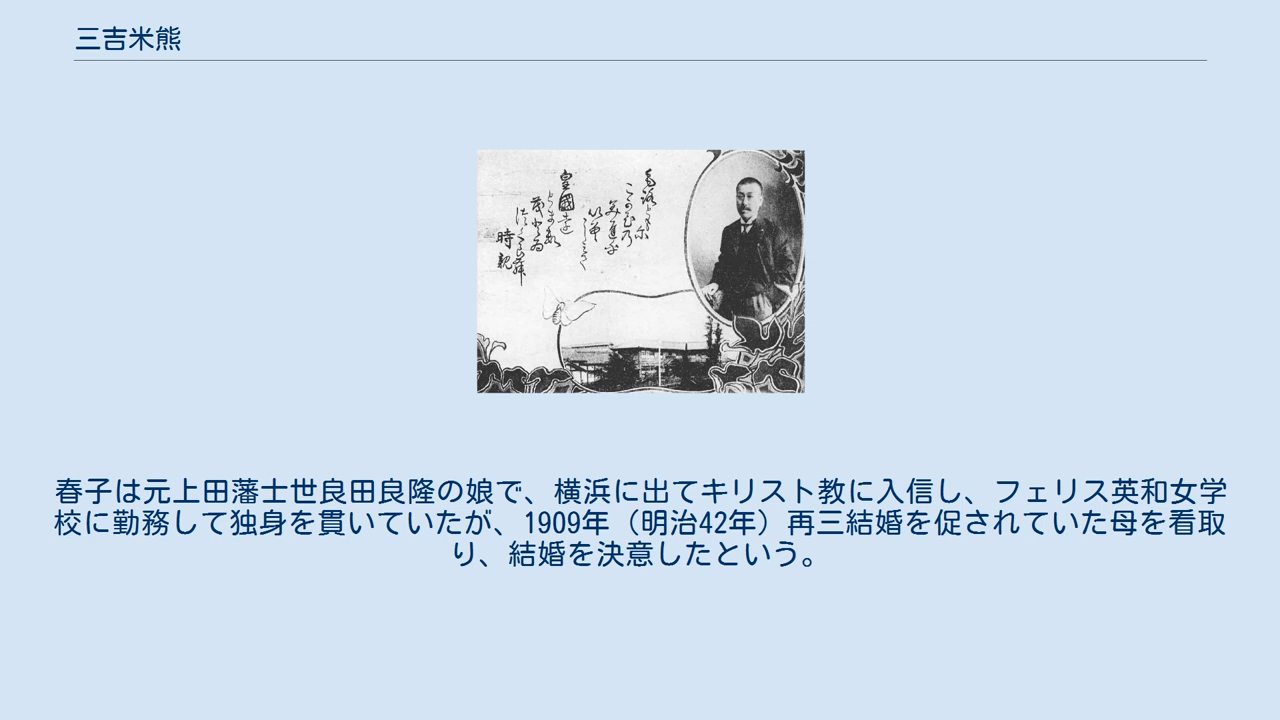 三吉米熊
皇國
時親
春子は元上田藩士世良田良隆の娘で、横浜に出てキリスト教に入信し、フェリス英和女学
校に勤務して独身を貫いていたが、1909年（明治42年）再三結婚を促されていた母を看取
り、結婚を決意したという。